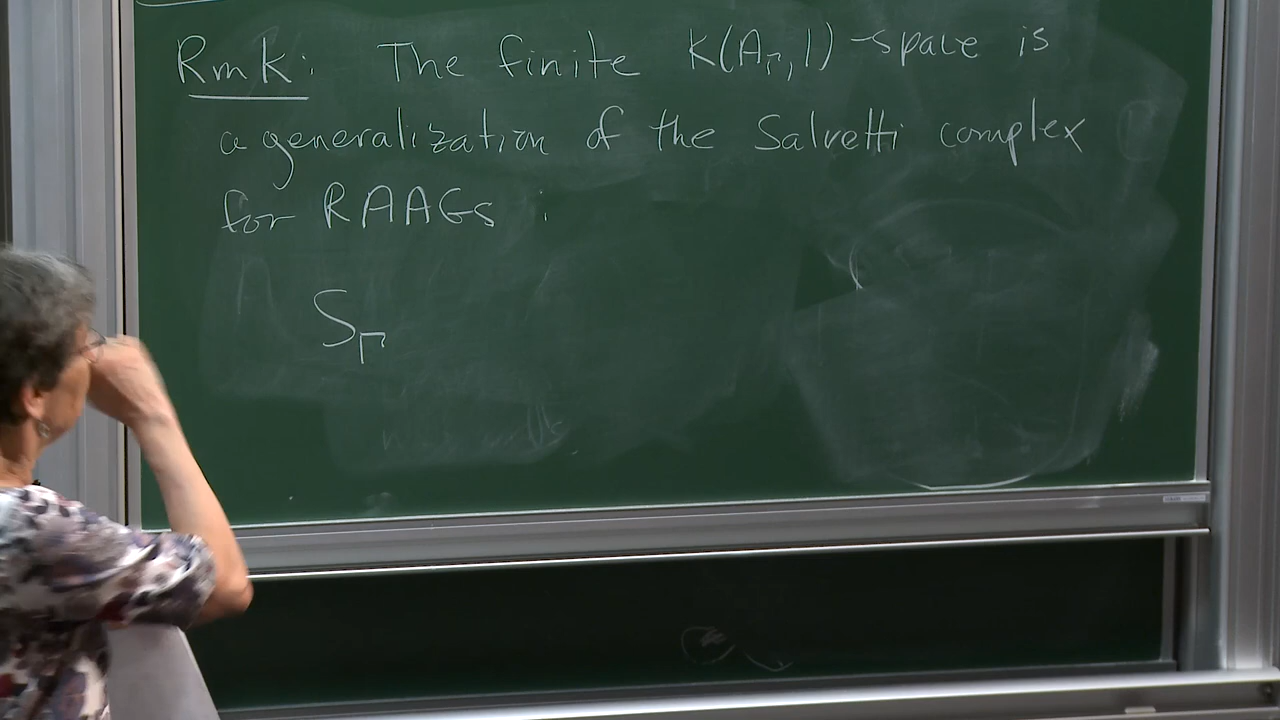 Rmk: The finite K(A_Γ,1)-space is
a generalization of the Salvetti complex
for RAAGs :
S_Γ